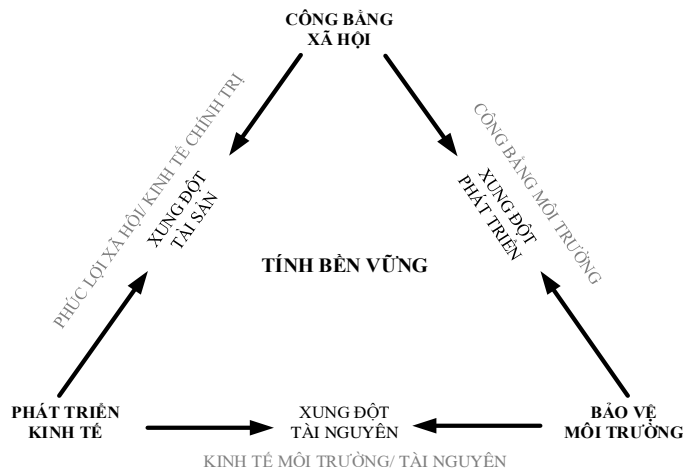 CÔNG BẰNG
XÃ HỘI
PHÚC LỢI XÃ HỘI/ KINH TẾ CHÍNH TRỊ
XUNG ĐỘT
TÀI SẢN
CÔNG BẰNG MÔI TRƯỜNG
XUNG ĐỘT
PHÁT TRIỂN
TÍNH BỀN VỮNG
PHÁT TRIỂN
KINH TẾ
XUNG ĐỘT
TÀI NGUYÊN
BẢO VỆ
MÔI TRƯỜNG
KINH TẾ MÔI TRƯỜNG/ TÀI NGUYÊN